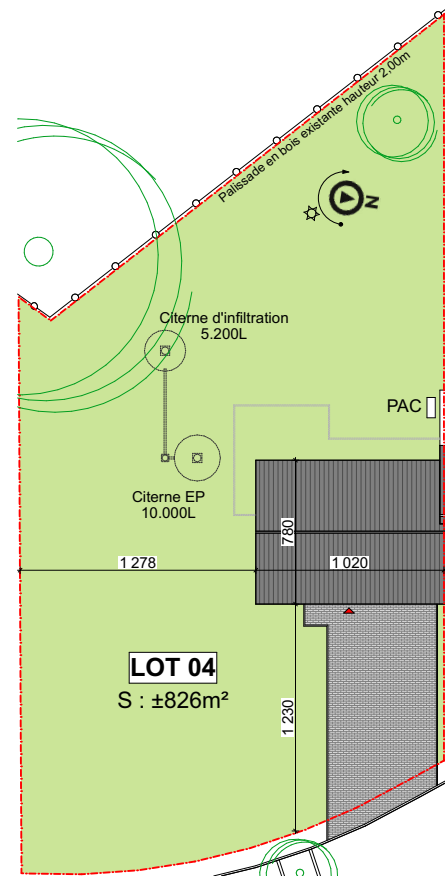 Palissade en bois existante hauteur 2,00m
N
Citerne d'infiltration
5.200L
PAC
Citerne EP
10.000L
780
1 278
1 020
LOT 04
S : ±826m²
1 230